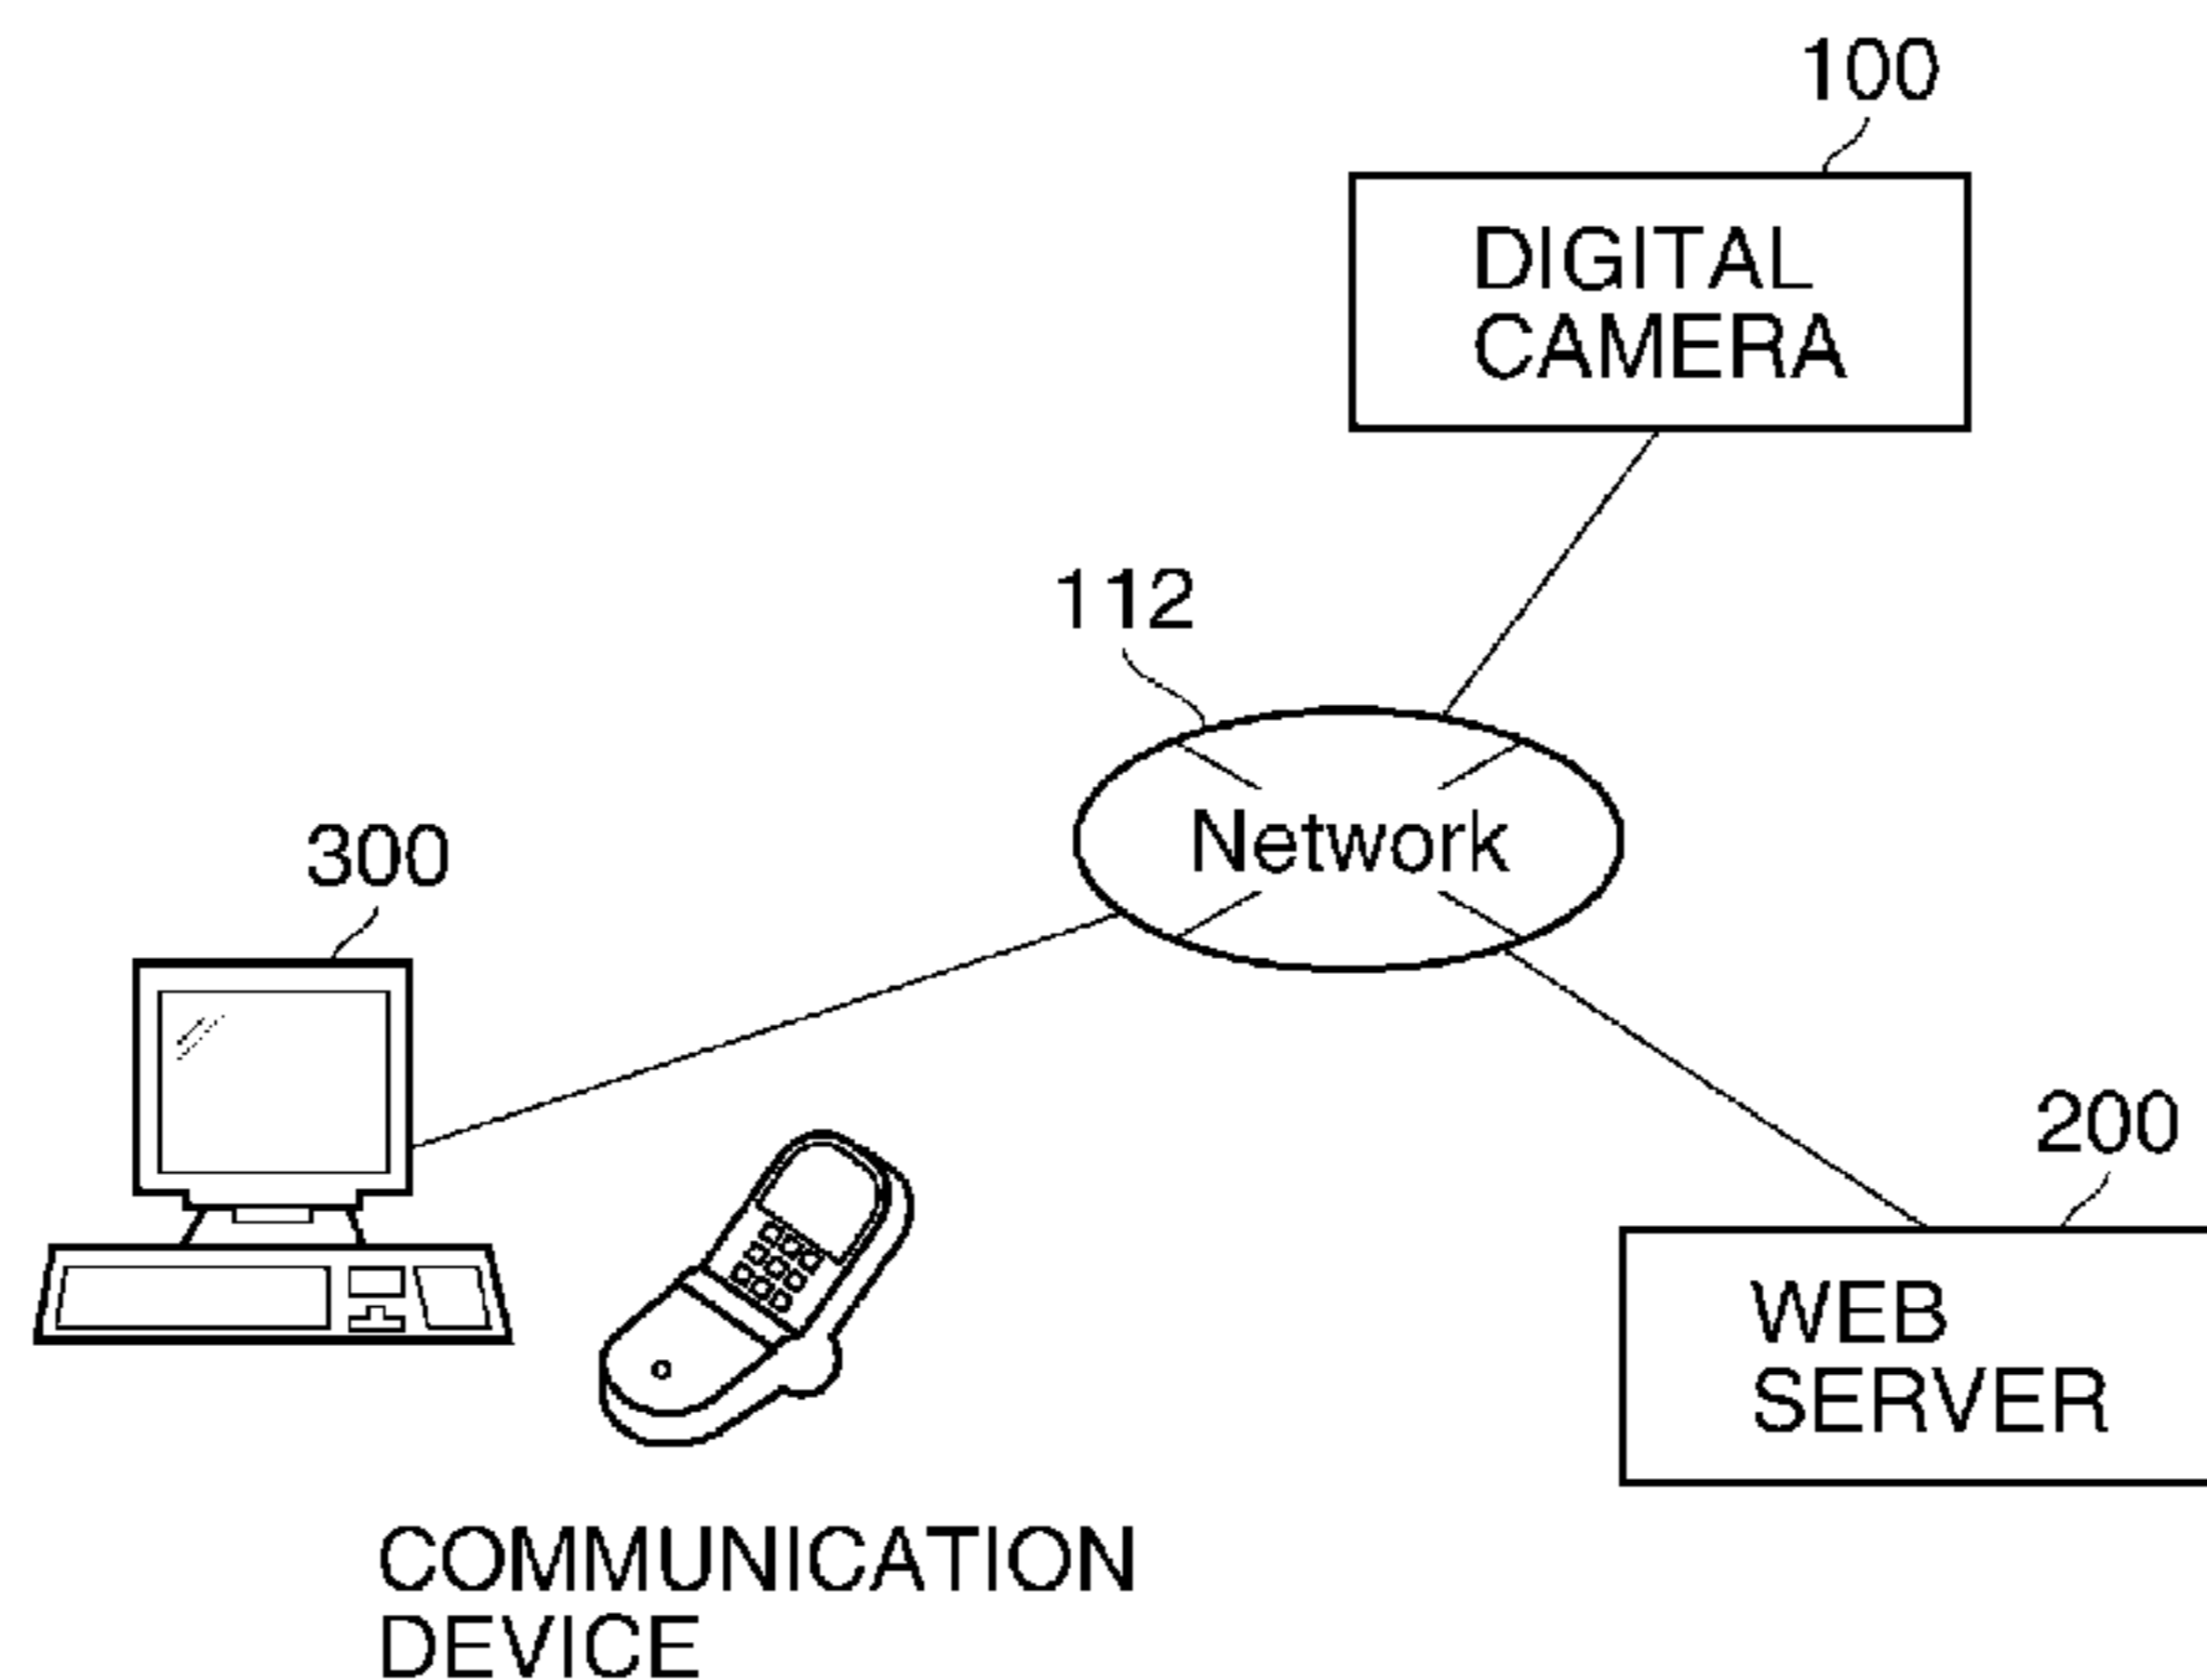 100
DIGITAL
CAMERA
112
Network
300
200
WEB
SERVER
COMMUNICATION
DEVICE